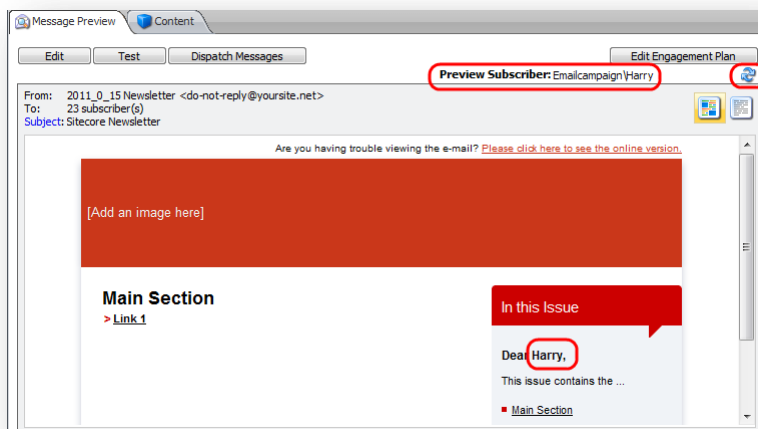 Message Preview Content
Edit Test Dispatch Messages Edit Engagement Plan
Preview Subscriber: Emailcampaign\Harry
From: 2011_0_15 Newsletter <do-not-reply@yoursite.net>
To: 23 subscriber(s)
Subject: Sitecore Newsletter
Are you having trouble viewing the e-mail? Please click here to see the online version.
[Add an image here]
Main Section
> Link 1
In this Issue
Dear Harry,
This issue contains the ...
Main Section